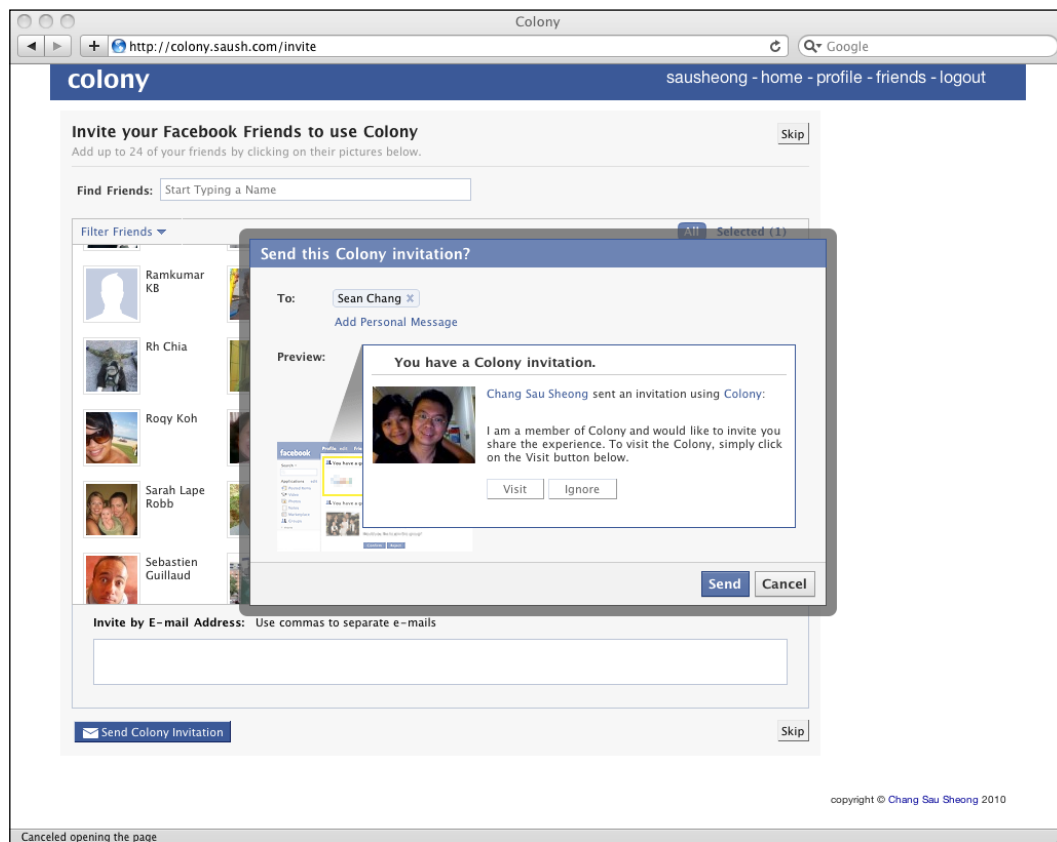 Colony
http://colony.saush.com/invite
Google
colony
sausheong - home - profile - friends - logout
Invite your Facebook Friends to use Colony
Skip
Add up to 24 of your friends by clicking on their pictures below.
Find Friends: Start Typing a Name
Filter Friends
All Selected (1)
Send this Colony invitation?
Ramkumar
KB
To: Sean Chang x
Add Personal Message
Rh Chia
Preview:
You have a Colony invitation.
Chang Sau Sheong sent an invitation using Colony:
I am a member of Colony and would like to invite you
share the experience. To visit the Colony, simply click
on the Visit button below.
Visit Ignore
Roqy Koh
facebook
Sarah Lape
Robb
Sebastien
Guillaud
Send Cancel
Invite by E-mail Address: Use commas to separate e-mails
Send Colony Invitation
Skip
copyright © Chang Sau Sheong 2010
Canceled opening the page